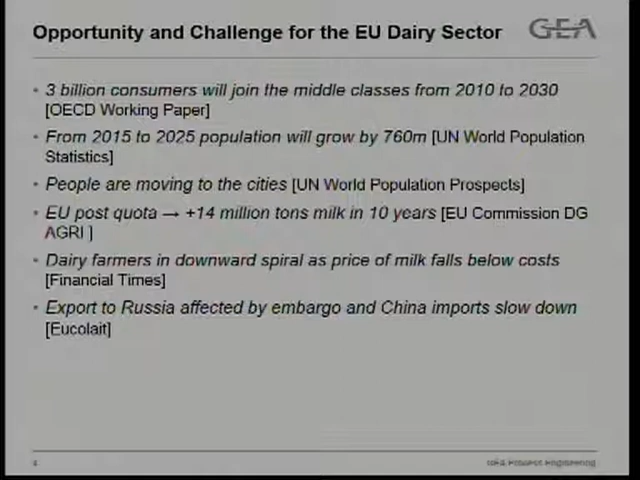 Opportunity and Challenge for the EU Dairy Sector
GEA
• 3 billion consumers will join the middle classes from 2010 to 2030
[OECD Working Paper]
• From 2015 to 2025 population will grow by 760m [UN World Population
Statistics]
• People are moving to the cities [UN World Population Prospects]
• EU post quota → +14 million tons milk in 10 years [EU Commission DG
AGRI ]
• Dairy farmers in downward spiral as price of milk falls below costs
[Financial Times]
• Export to Russia affected by embargo and China imports slow down
[Eucolait]
GEA Process Engineering